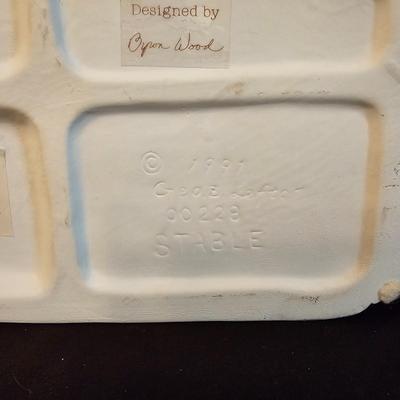 Designed by
Byron Wood
© 1991
00228
STABLE